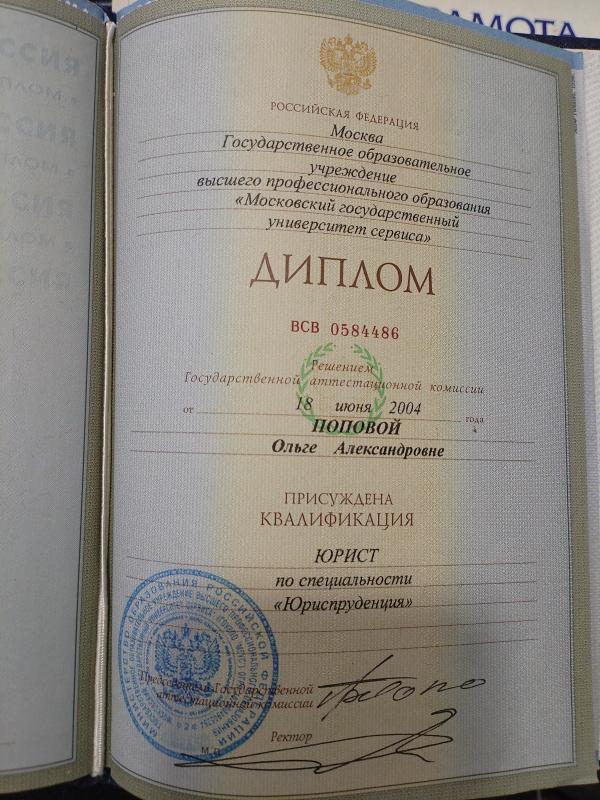 РАМОТА
РОССИЙСКАЯ ФЕДЕРАЦИЯ
Москва
Государственное образовательное
учреждение
высшего профессионального образования
«Московский государственный
университет сервиса»
ДИПЛОМ
ВСВ 0584486
Решением
Государственной аттестационной комиссии
от 18 июня 2004 года
ПОПОВОЙ
Ольге Александровне
ПРИСУЖДЕНА
КВАЛИФИКАЦИЯ
ЮРИСТ
по специальности
«Юриспруденция»
Председатель Государственной
аттестационной комиссии
Ректор
М.П.